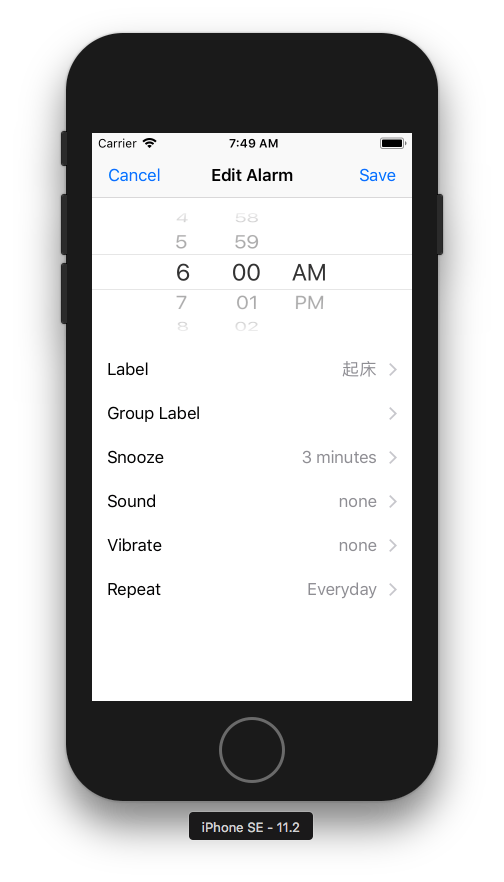 Carrier 7:49 AM
Cancel Edit Alarm Save
4 58
5 59
6 00 AM
7 01 PM
8 02
Label 起床
Group Label
Snooze 3 minutes
Sound none
Vibrate none
Repeat Everyday
iPhone SE - 11.2